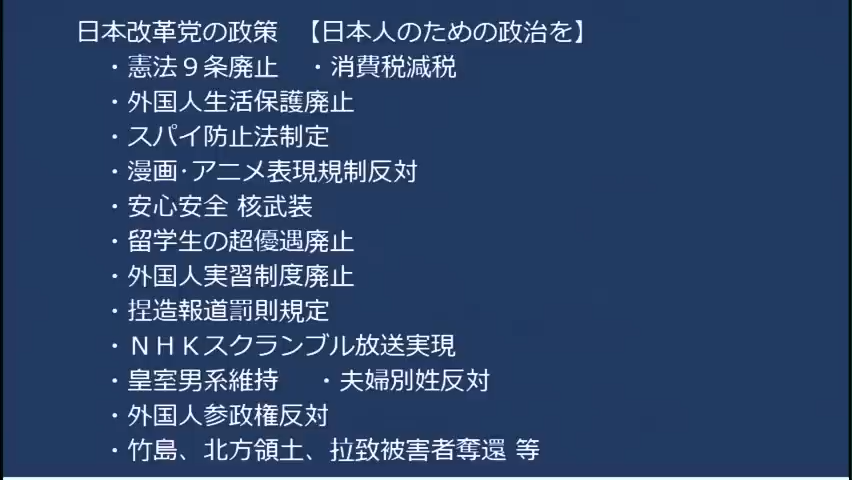 日本改革党の政策　【日本人のための政治を】
・憲法９条廃止　・消費税減税
・外国人生活保護廃止
・スパイ防止法制定
・漫画･アニメ表現規制反対
・安心安全 核武装
・留学生の超優遇廃止
・外国人実習制度廃止
・捏造報道罰則規定
・ＮＨＫスクランブル放送実現
・皇室男系維持　・夫婦別姓反対
・外国人参政権反対
・竹島、北方領土、拉致被害者奪還 等